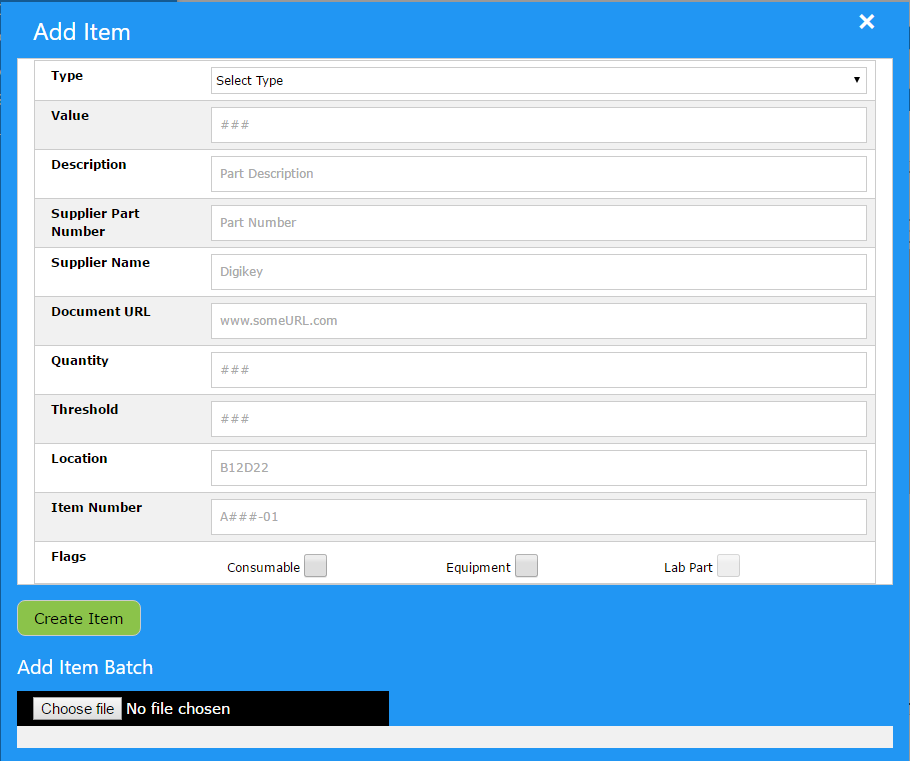 Add Item
×
Type
Select Type
Value
###
Description
Part Description
Supplier Part
Number
Part Number
Supplier Name
Digikey
Document URL
www.someURL.com
Quantity
###
Threshold
###
Location
B12D22
Item Number
A###-01
Flags
Consumable Equipment Lab Part
Create Item
Add Item Batch
Choose file No file chosen